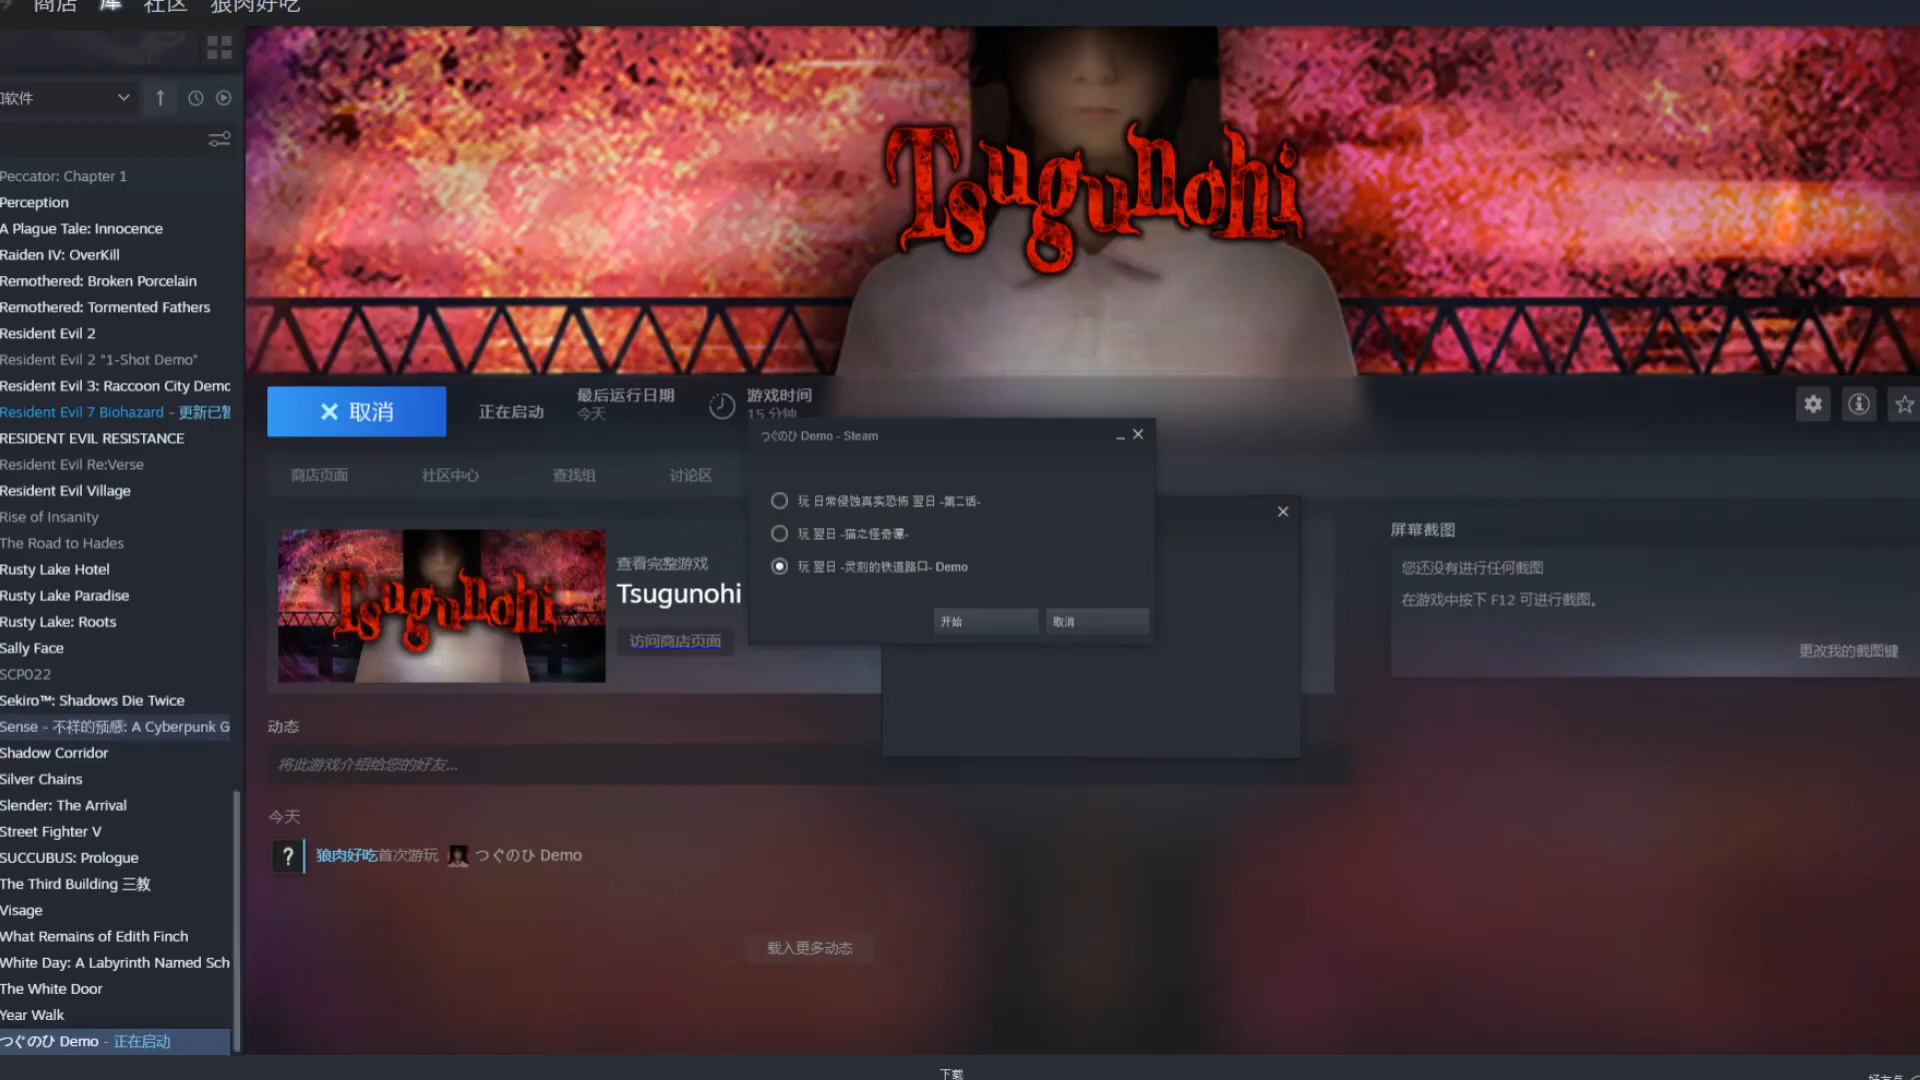 商店 库 社区 狼肉好吃
软件
Peccator: Chapter 1
Perception
A Plague Tale: Innocence
Raiden IV: OverKill
Remothered: Broken Porcelain
Remothered: Tormented Fathers
Resident Evil 2
Resident Evil 2 "1-Shot Demo"
Resident Evil 3: Raccoon City Demo
Resident Evil 7 Biohazard - 更新已暂
RESIDENT EVIL RESISTANCE
Resident Evil Re:Verse
Resident Evil Village
Rise of Insanity
The Road to Hades
Rusty Lake Hotel
Rusty Lake Paradise
Rusty Lake: Roots
Sally Face
SCP022
Sekiro™: Shadows Die Twice
Sense - 不祥的预感: A Cyberpunk G
Shadow Corridor
Silver Chains
Slender: The Arrival
Street Fighter V
SUCCUBUS: Prologue
The Third Building 三教
Visage
What Remains of Edith Finch
White Day: A Labyrinth Named Sch
The White Door
Year Walk
つぐのひ Demo - 正在启动
Tsugunohi
取消
正在启动
最后运行日期
今天
游戏时间
15 分钟
商店页面 社区中心 查找组 讨论区
つぐのひ Demo - Steam
玩 日常侵蚀真实恐怖 翌日 -第二话-
玩 翌日 -猫之怪奇谭-
玩 翌日 -灵刻的铁道路口- Demo
开始 取消
Tsugunohi
查看完整游戏
Tsugunohi
访问商店页面
屏幕截图
您还没有进行任何截图
在游戏中按下 F12 可进行截图。
更改我的截图键
动态
将此游戏介绍给您的好友...
今天
? 狼肉好吃首次游玩 つぐのひ Demo
载入更多动态
下载